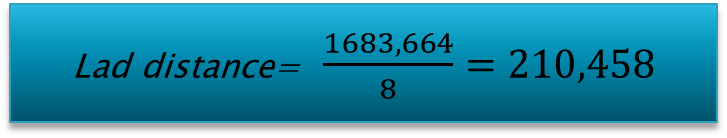 Lad distance= 1683,664/8 = 210,458